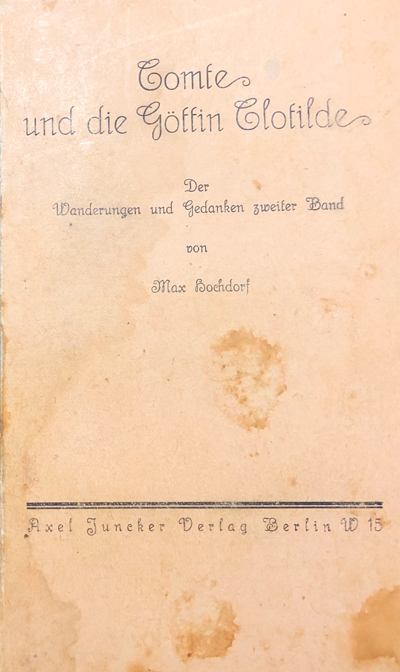 Comte
und die Göttin Clotilde
Der
Wanderungen und Gedanken zweiter Band
von
Max Hochdorf
Axel Juncker Verlag Berlin W 15